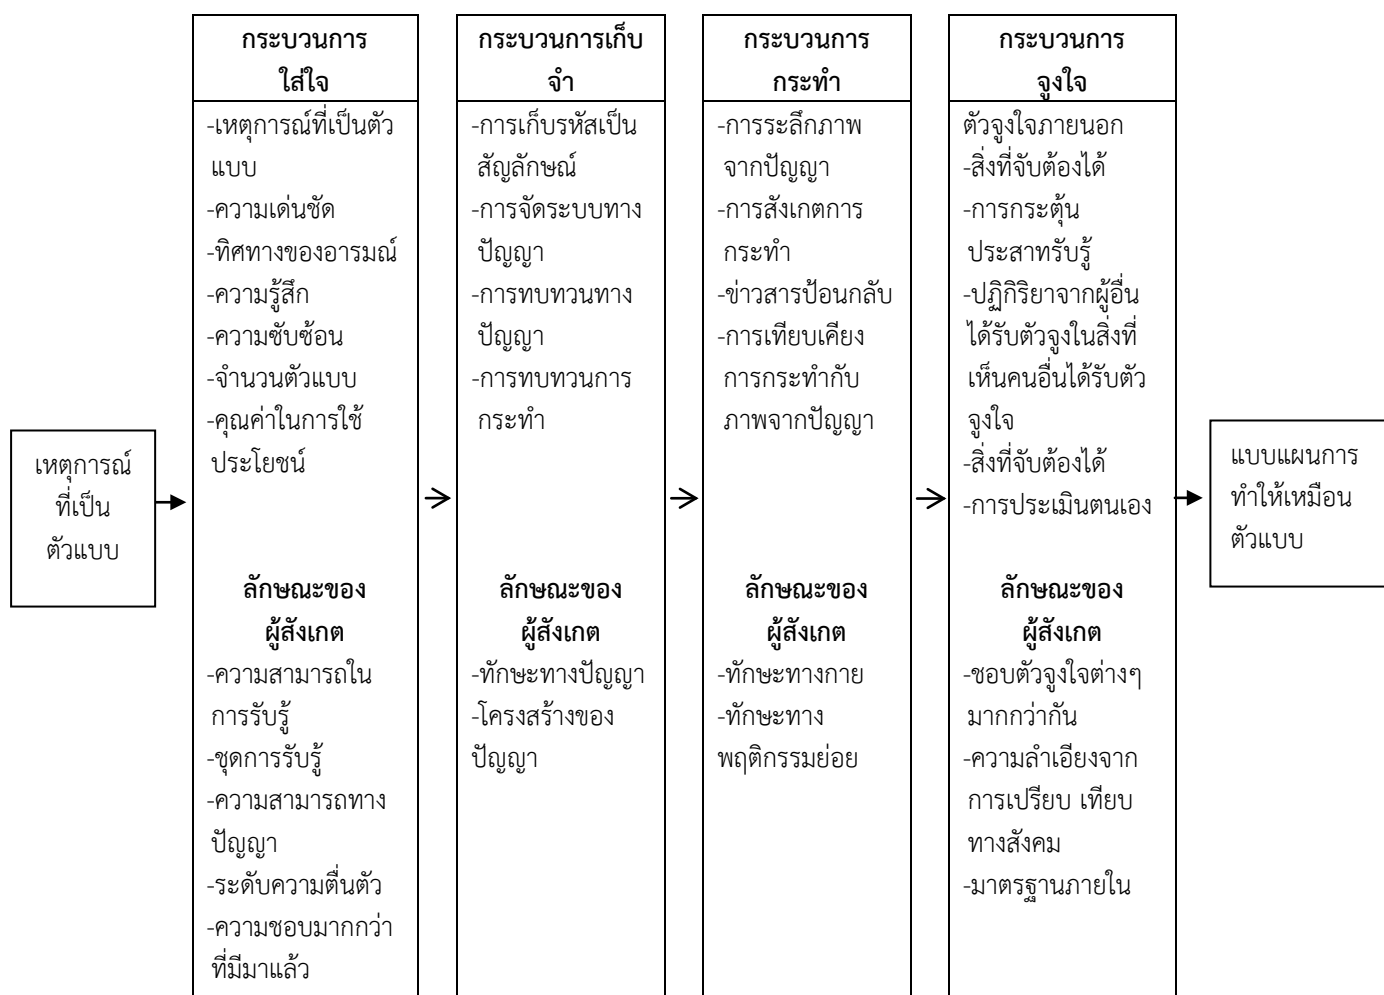 เหตุการณ์
ที่เป็น
ตัวแบบ
กระบวนการ
ใส่ใจ
-เหตุการณ์ที่เป็นตัว
แบบ
-ความเด่นชัด
-ทิศทางของอารมณ์
-ความรู้สึก
-ความซับซ้อน
-จำนวนตัวแบบ
-คุณค่าในการใช้
ประโยชน์
ลักษณะของ
ผู้สังเกต
-ความสามารถใน
การรับรู้
-ชุดการรับรู้
-ความสามารถทาง
ปัญญา
-ระดับความตื่นตัว
-ความชอบมากกว่า
ที่มีมาแล้ว
กระบวนการเก็บ
จำ
-การเก็บรหัสเป็น
สัญลักษณ์
-การจัดระบบทาง
ปัญญา
-การทบทวนทาง
ปัญญา
-การทบทวนการ
กระทำ
ลักษณะของ
ผู้สังเกต
-ทักษะทางปัญญา
-โครงสร้างของ
ปัญญา
กระบวนการ
กระทำ
-การระลึกภาพ
จากปัญญา
-การสังเกตการ
กระทำ
-ข่าวสารป้อนกลับ
-การเทียบเคียง
การกระทำกับ
ภาพจากปัญญา
ลักษณะของ
ผู้สังเกต
-ทักษะทางกาย
-ทักษะทาง
พฤติกรรมย่อย
กระบวนการ
จูงใจ
ตัวจูงใจภายนอก
-สิ่งที่จับต้องได้
-การกระตุ้น
ประสาทรับรู้
-ปฏิกิริยาจากผู้อื่น
ได้รับตัวจูงในสิ่งที่
เห็นคนอื่นได้รับตัว
จูงใจ
-สิ่งที่จับต้องได้
-การประเมินตนเอง
ลักษณะของ
ผู้สังเกต
-ชอบตัวจูงใจต่างๆ
มากกว่ากัน
-ความลำเอียงจาก
การเปรียบ เทียบ
ทางสังคม
-มาตรฐานภายใน
แบบแผนการ
ทำให้เหมือน
ตัวแบบ